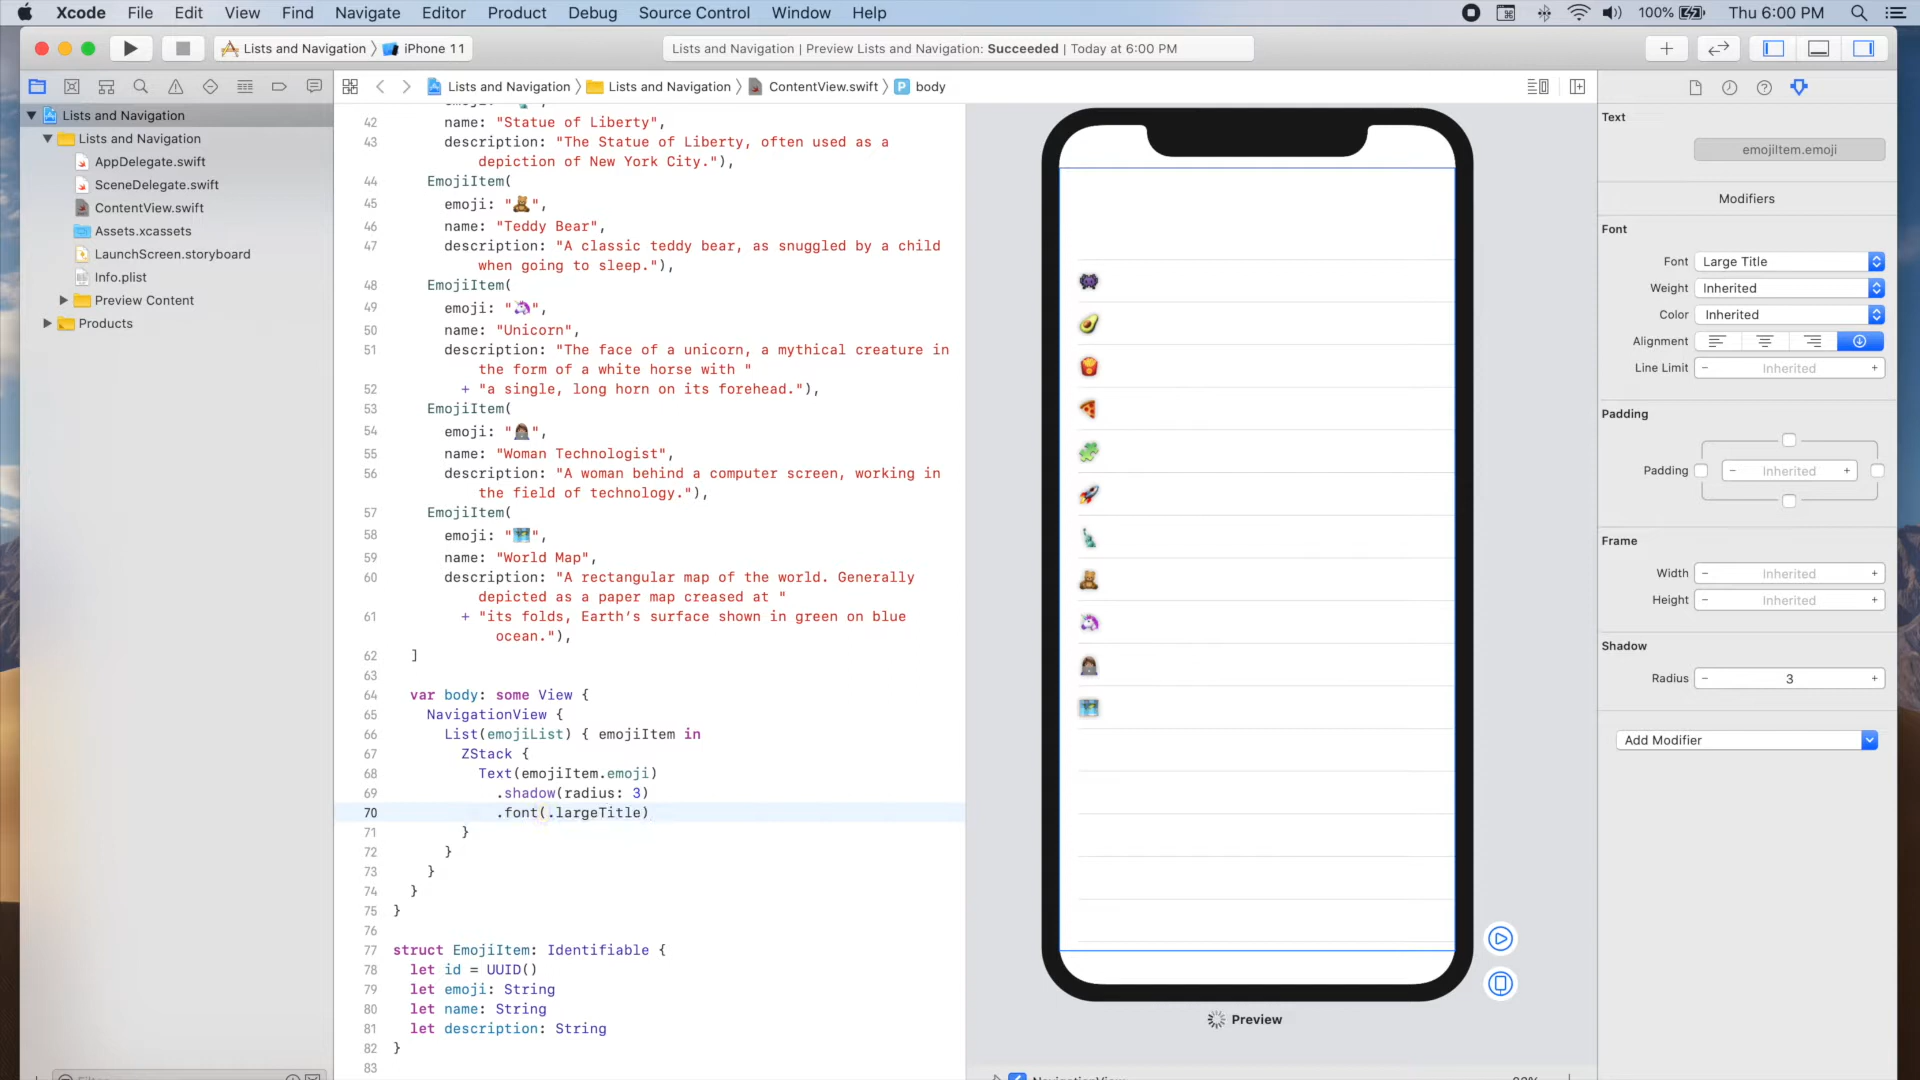 Xcode File Edit View Find Navigate Editor Product Debug Source Control Window Help
100% Thu 6:00 PM
Lists and Navigation 〉 iPhone 11
Lists and Navigation | Preview Lists and Navigation: Succeeded | Today at 6:00 PM
Lists and Navigation 〉 Lists and Navigation 〉 ContentView.swift 〉 P body
Lists and Navigation
Lists and Navigation
AppDelegate.swift
SceneDelegate.swift
ContentView.swift
Assets.xcassets
LaunchScreen.storyboard
Info.plist
Preview Content
Products
42 name: "Statue of Liberty",
43 description: "The Statue of Liberty, often used as a
depiction of New York City."),
44 EmojiItem(
45 emoji: "🧸",
46 name: "Teddy Bear",
47 description: "A classic teddy bear, as snuggled by a child
when going to sleep."),
48 EmojiItem(
49 emoji: "🦄",
50 name: "Unicorn",
51 description: "The face of a unicorn, a mythical creature in
the form of a white horse with "
52 + "a single, long horn on its forehead."),
53 EmojiItem(
54 emoji: "👩🏽‍💻",
55 name: "Woman Technologist",
56 description: "A woman behind a computer screen, working in
the field of technology."),
57 EmojiItem(
58 emoji: "🗺",
59 name: "World Map",
60 description: "A rectangular map of the world. Generally
depicted as a paper map creased at "
61 + "its folds, Earth’s surface shown in green on blue
ocean."),
62 ]
63
64 var body: some View {
65 NavigationView {
66 List(emojiList) { emojiItem in
67 ZStack {
68 Text(emojiItem.emoji)
69 .shadow(radius: 3)
70 .font(.largeTitle)
71 }
72 }
73 }
74 }
75 }
76
77 struct EmojiItem: Identifiable {
78 let id = UUID()
79 let emoji: String
80 let name: String
81 let description: String
82 }
83
Preview
Text
emojiItem.emoji
Modifiers
Font
Font Large Title
Weight Inherited
Color Inherited
Alignment
Line Limit − Inherited +
Padding
Padding − Inherited +
Frame
Width − Inherited +
Height − Inherited +
Shadow
Radius − 3 +
Add Modifier